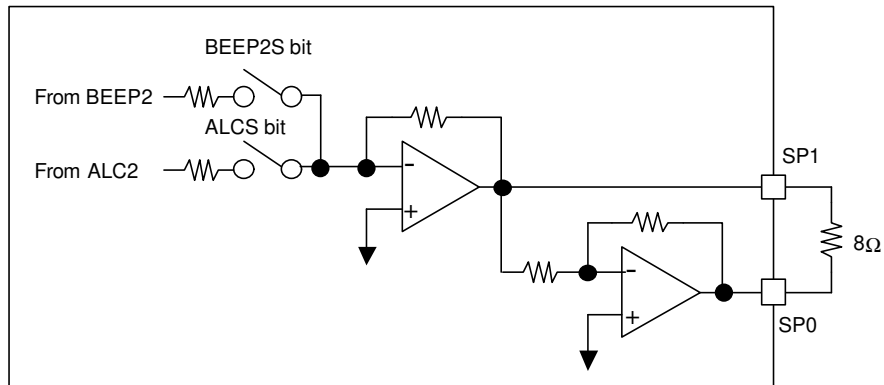 BEEP2S bit
From BEEP2
ALCS bit
From ALC2
-
+
SP1
8Ω
-
+
SP0